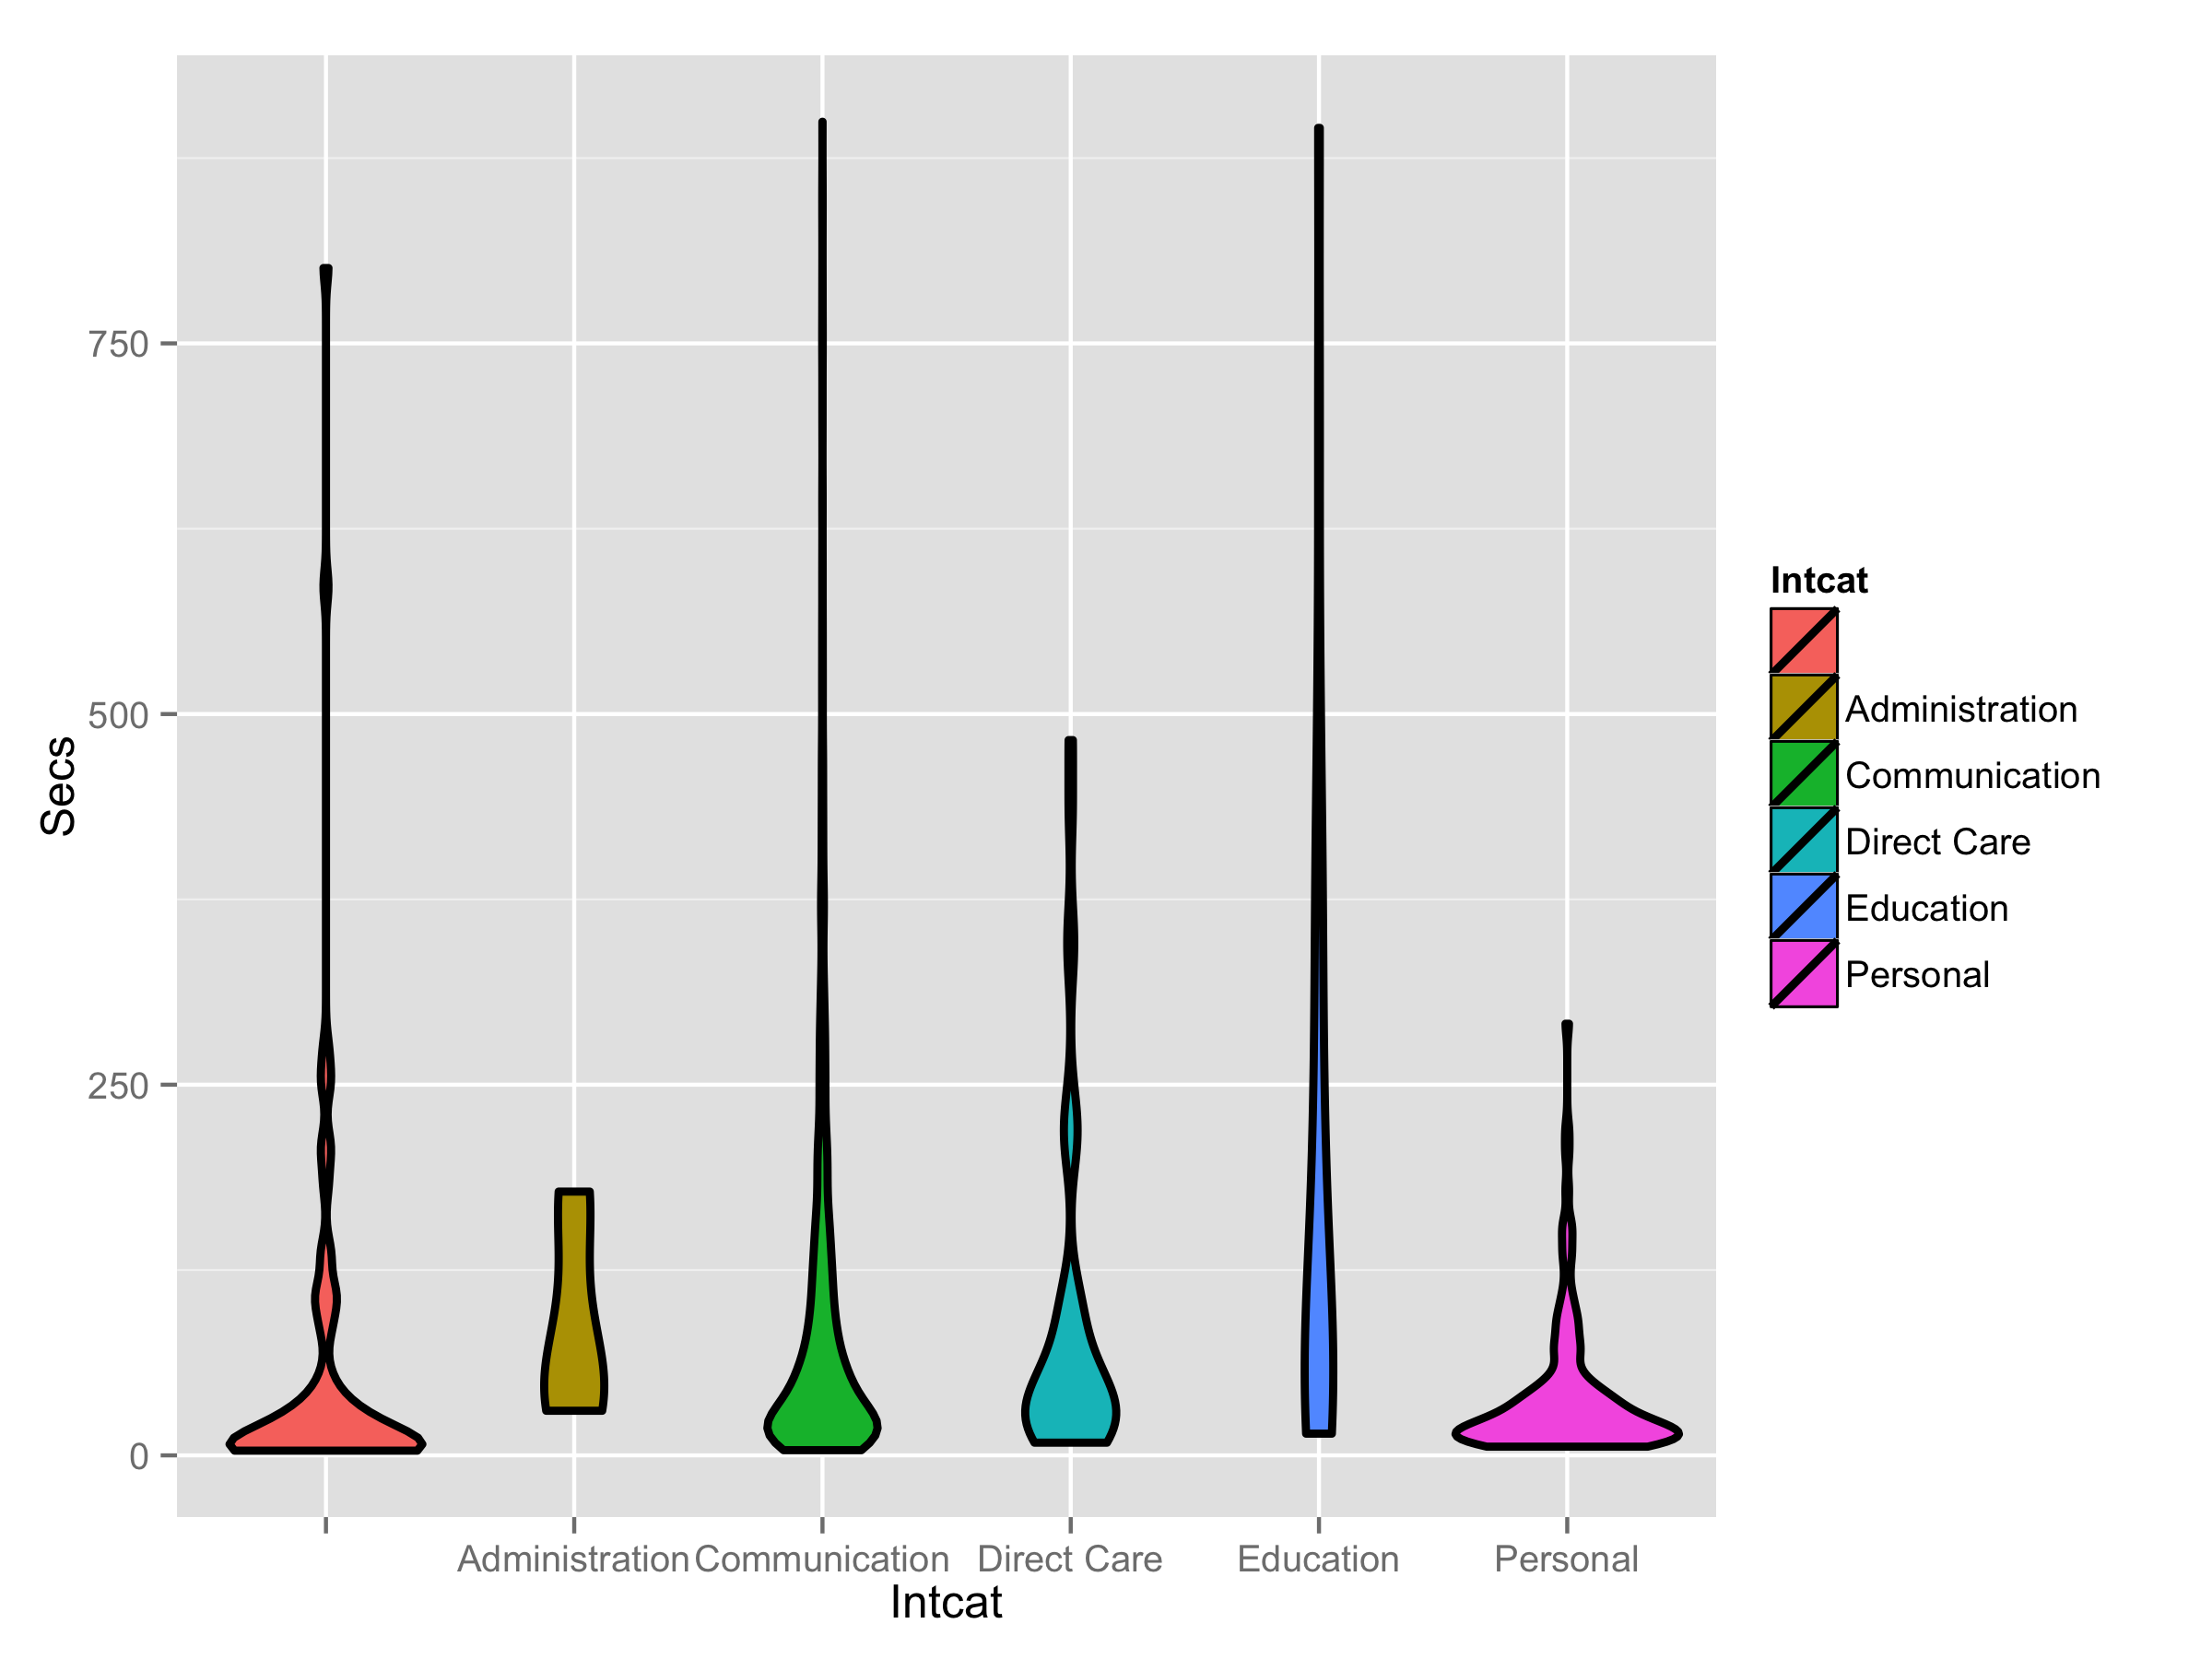 750
500
250
0
Secs
Administration Communication Direct Care Education Personal
Intcat
Intcat
Administration
Communication
Direct Care
Education
Personal